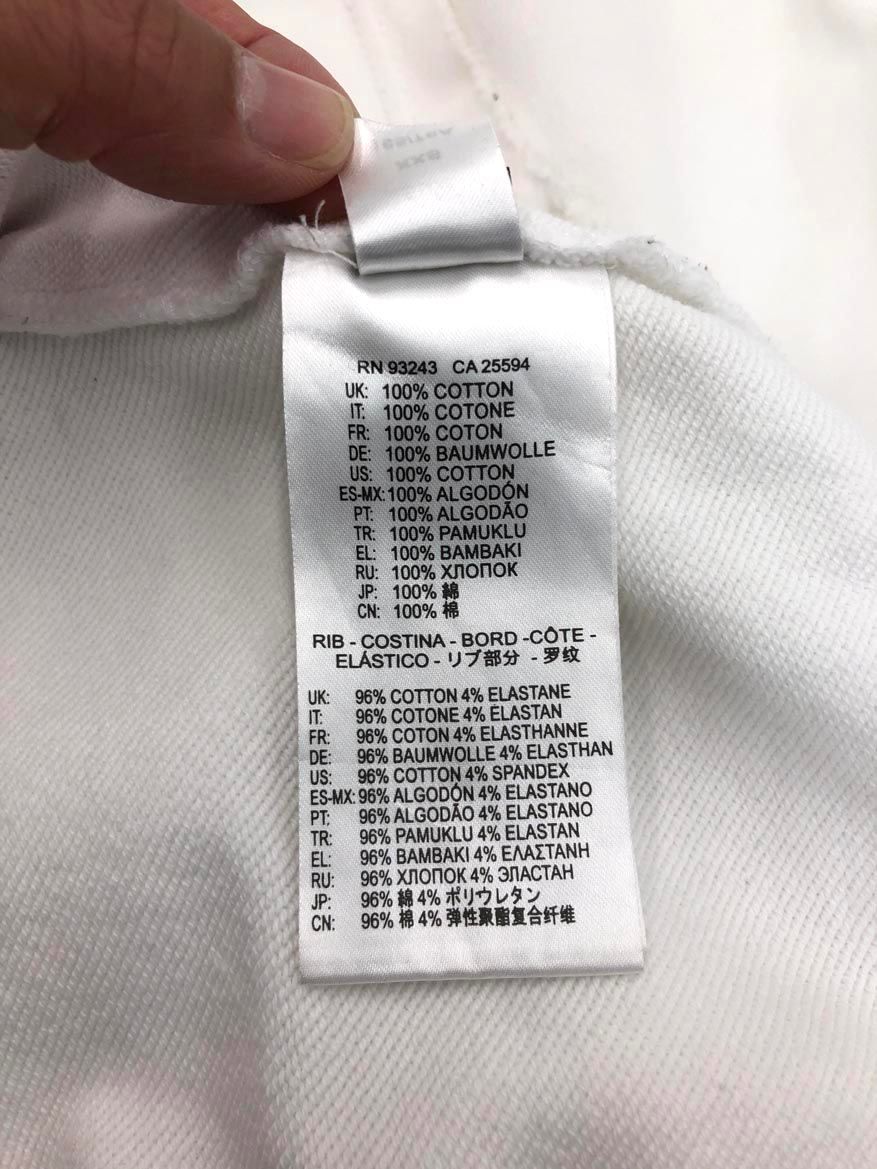 RN 93243 CA 25594
UK: 100% COTTON
IT: 100% COTONE
FR: 100% COTON
DE: 100% BAUMWOLLE
US: 100% COTTON
ES-MX: 100% ALGODÓN
PT: 100% ALGODÃO
TR: 100% PAMUKLU
EL: 100% BAMBAKI
RU: 100% ХЛОПОК
JP: 100% 綿
CN: 100% 棉
RIB - COSTINA - BORD -CÔTE -
ELÁSTICO - リブ部分 - 罗纹
UK: 96% COTTON 4% ELASTANE
IT: 96% COTONE 4% ELASTAN
FR: 96% COTON 4% ELASTHANNE
DE: 96% BAUMWOLLE 4% ELASTHAN
US: 96% COTTON 4% SPANDEX
ES-MX: 96% ALGODÓN 4% ELASTANO
PT: 96% ALGODÃO 4% ELASTANO
TR: 96% PAMUKLU 4% ELASTAN
EL: 96% BAMBAKI 4% ΕΛΑΣΤΑΝΗ
RU: 96% ХЛОПОК 4% ЭЛАСТАН
JP: 96% 綿 4% ポリウレタン
CN: 96% 棉 4% 弹性聚酯复合纤维